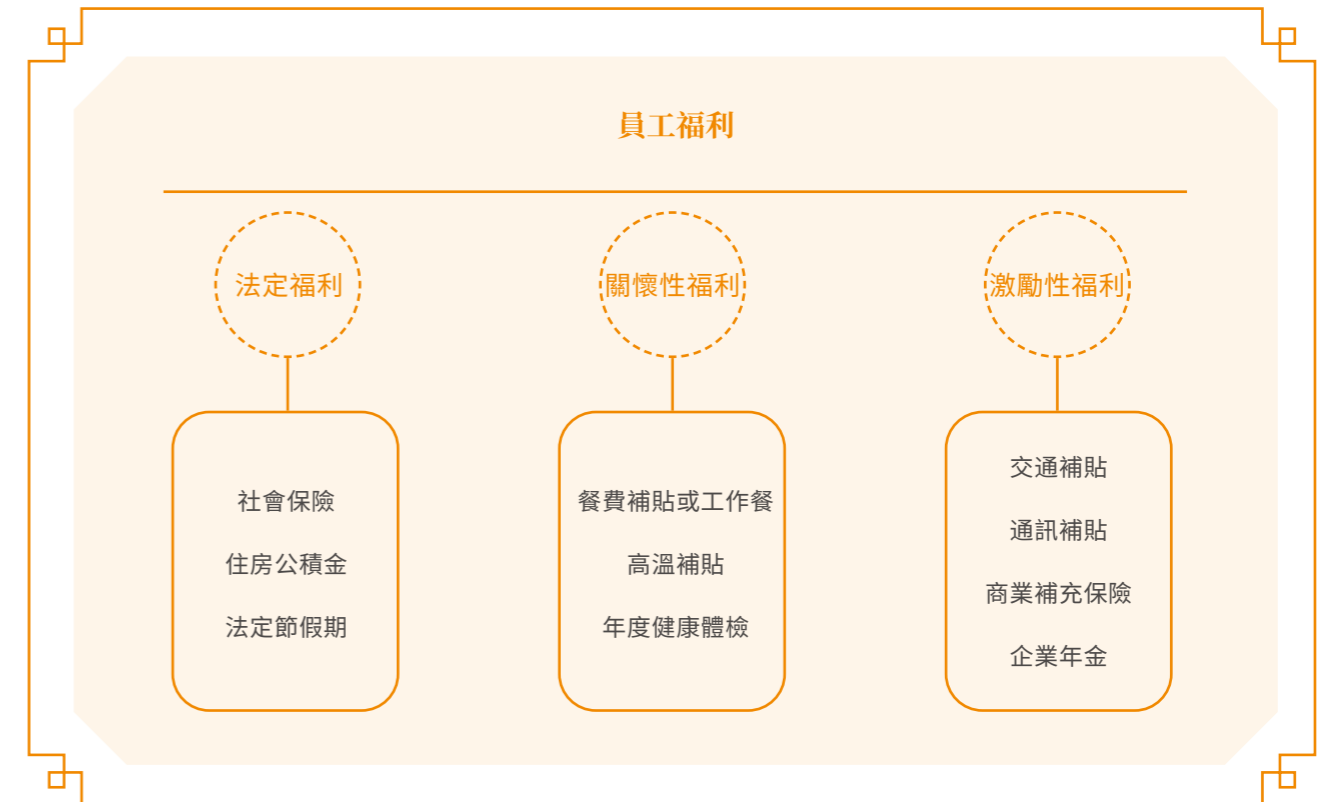 員工福利
法定福利
關懷性福利
激勵性福利
社會保險
住房公積金
法定節假期
餐費補貼或工作餐
高溫補貼
年度健康體檢
交通補貼
通訊補貼
商業補充保險
企業年金